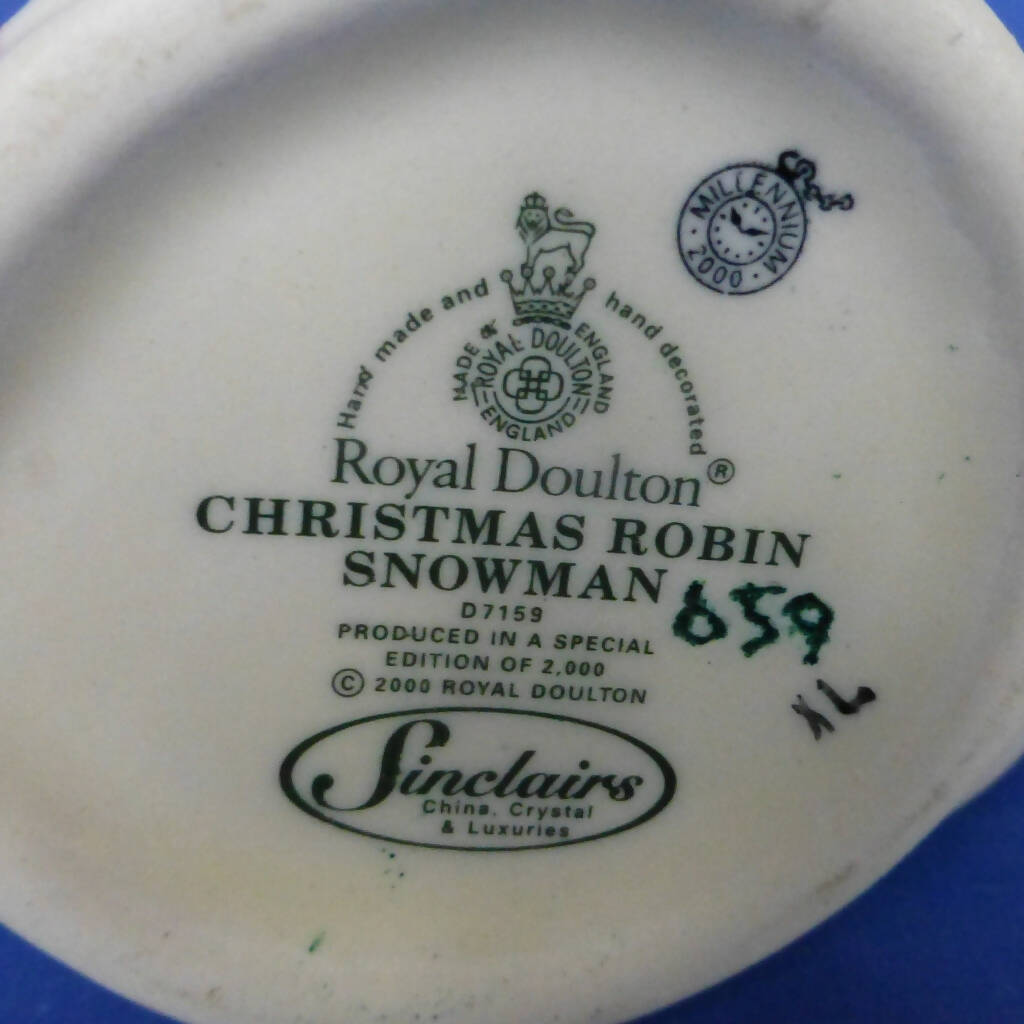 MILLENNIUM
· 2000 ·
Hand made and hand decorated
MADE IN ENGLAND
ROYAL DOULTON
ENGLAND
Royal Doulton®
CHRISTMAS ROBIN
SNOWMAN
659
D7159
PRODUCED IN A SPECIAL
EDITION OF 2,000
© 2000 ROYAL DOULTON
XL
Sinclairs
China, Crystal
& Luxuries